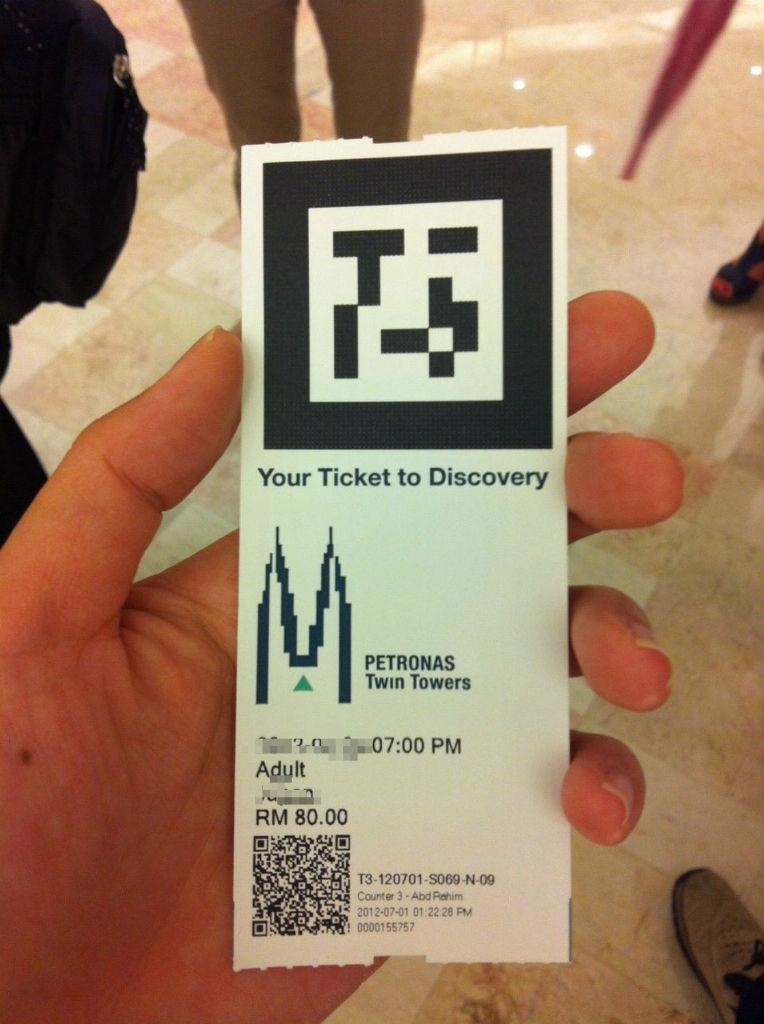 Your Ticket to Discovery
PETRONAS
Twin Towers
07:00 PM
Adult
RM 80.00
T3-120701-S069-N-09
Counter 3 - Abd Rahim
2012-07-01 01:22:28 PM
0000155757